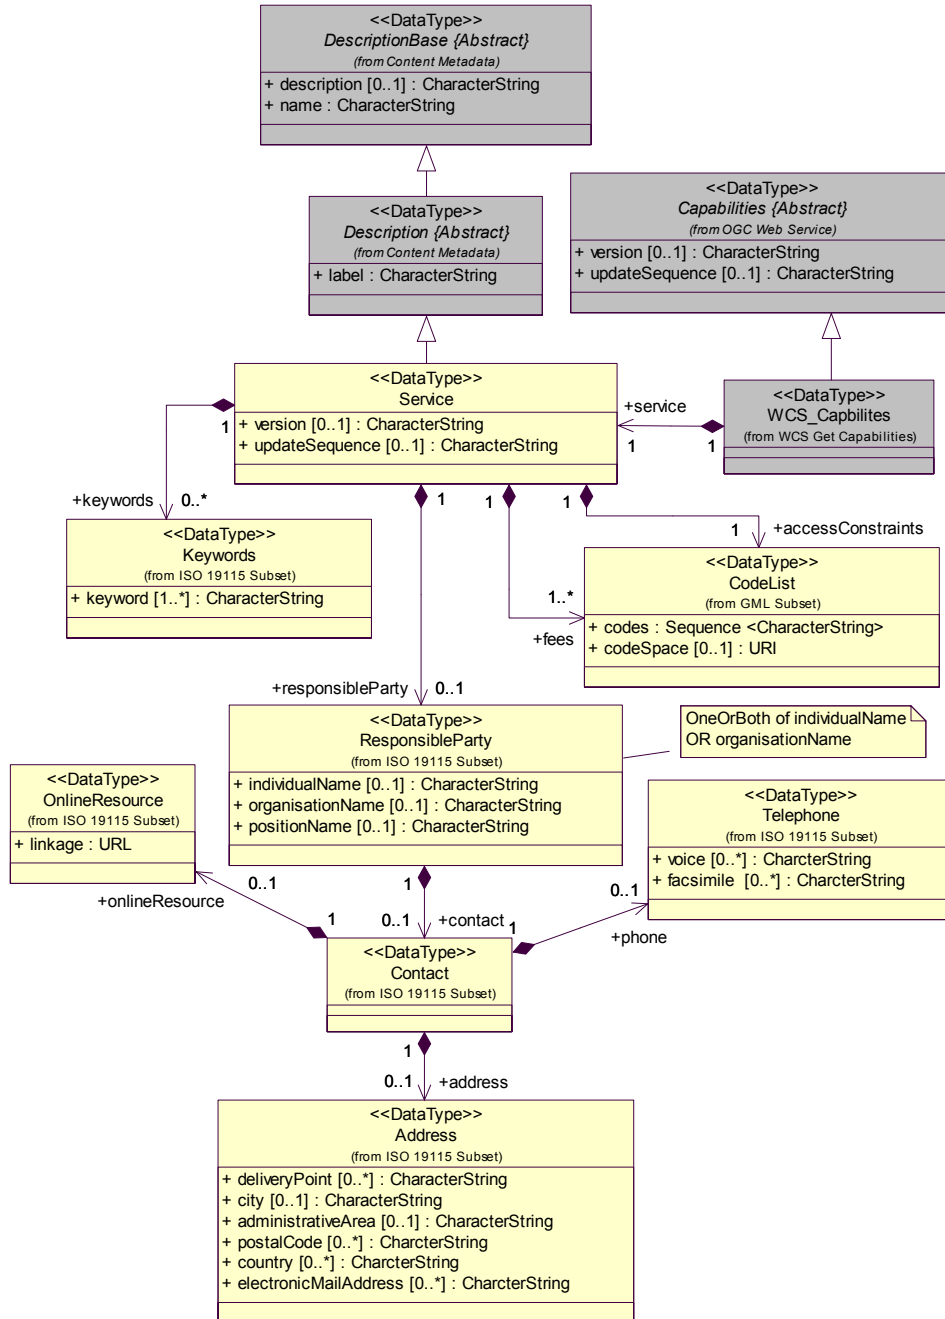 <<DataType>>
DescriptionBase {Abstract}
(from Content Metadata)
+ description [0..1] : CharacterString
+ name : CharacterString
<<DataType>>
Description {Abstract}
(from Content Metadata)
+ label : CharacterString
<<DataType>>
Capabilities {Abstract}
(from OGC Web Service)
+ version [0..1] : CharacterString
+ updateSequence [0..1] : CharacterString
<<DataType>>
Service
+ version [0..1] : CharacterString
+ updateSequence [0..1] : CharacterString
+service
1
1
<<DataType>>
WCS_Capbilites
(from WCS Get Capabilities)
1
+keywords
0..*
1
1
1
1
+accessConstraints
<<DataType>>
Keywords
(from ISO 19115 Subset)
+ keyword [1..*] : CharacterString
1..*
+fees
<<DataType>>
CodeList
(from GML Subset)
+ codes : Sequence <CharacterString>
+ codeSpace [0..1] : URI
+responsibleParty
0..1
<<DataType>>
ResponsibleParty
(from ISO 19115 Subset)
+ individualName [0..1] : CharacterString
+ organisationName [0..1] : CharacterString
+ positionName [0..1] : CharacterString
OneOrBoth of individualName
OR organisationName
<<DataType>>
OnlineResource
(from ISO 19115 Subset)
+ linkage : URL
<<DataType>>
Telephone
(from ISO 19115 Subset)
+ voice [0..*] : CharcterString
+ facsimile [0..*] : CharcterString
0..1
+onlineResource
1
1
0..1
+contact
1
0..1
+phone
<<DataType>>
Contact
(from ISO 19115 Subset)
1
0..1
+address
<<DataType>>
Address
(from ISO 19115 Subset)
+ deliveryPoint [0..*] : CharacterString
+ city [0..1] : CharacterString
+ administrativeArea [0..1] : CharacterString
+ postalCode [0..*] : CharcterString
+ country [0..*] : CharcterString
+ electronicMailAddress [0..*] : CharcterString